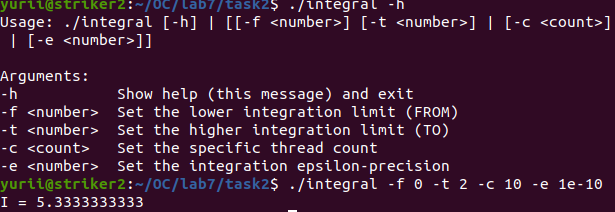 yurii@striker2:~/OC/lab7/task2$ ./integral -h
Usage: ./integral [-h] | [[-f <number>] [-t <number>] | [-c <count>]
 | [-e <number>]]

Arguments:
-h           Show help (this message) and exit
-f <number>  Set the lower integration limit (FROM)
-t <number>  Set the higher integration limit (TO)
-c <count>   Set the specific thread count
-e <number>  Set the integration epsilon-precision
yurii@striker2:~/OC/lab7/task2$ ./integral -f 0 -t 2 -c 10 -e 1e-10
I = 5.3333333333